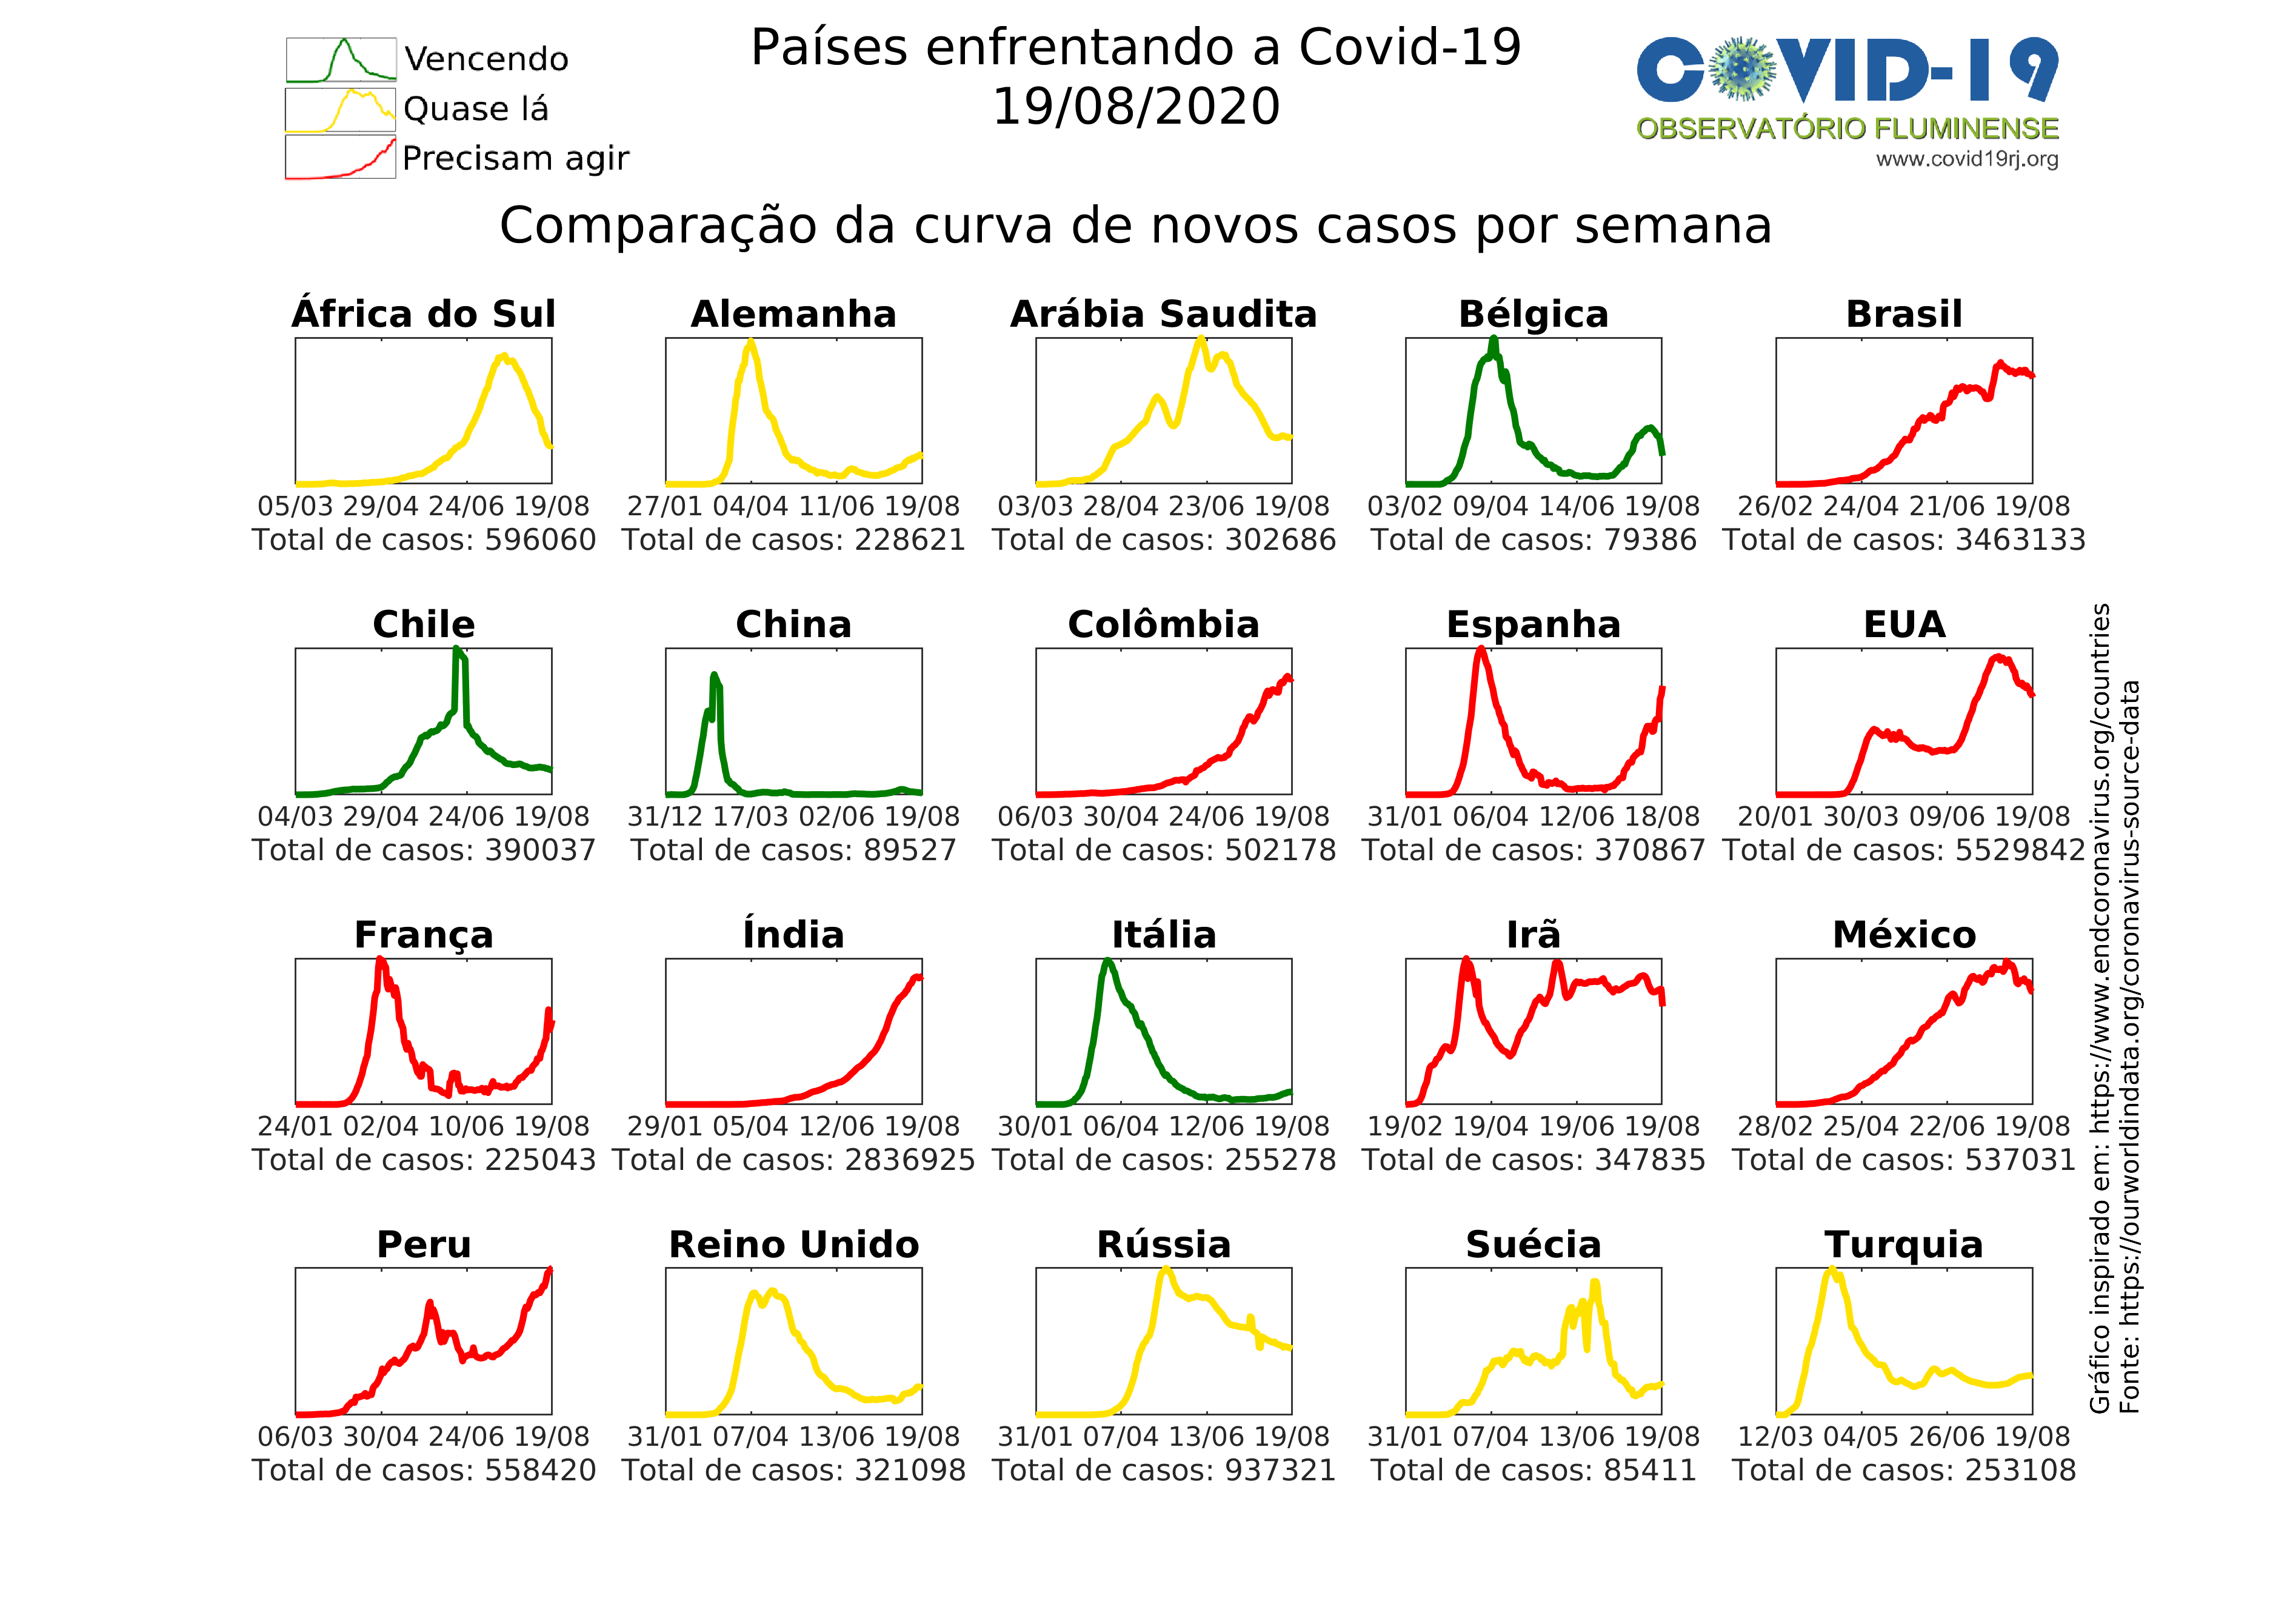 Vencendo
Quase lá
Precisam agir
Países enfrentando a Covid-19
19/08/2020
COVID-19
OBSERVATÓRIO FLUMINENSE
www.covid19rj.org
Comparação da curva de novos casos por semana
África do Sul
05/03 29/04 24/06 19/08
Total de casos: 596060
Alemanha
27/01 04/04 11/06 19/08
Total de casos: 228621
Arábia Saudita
03/03 28/04 23/06 19/08
Total de casos: 302686
Bélgica
03/02 09/04 14/06 19/08
Total de casos: 79386
Brasil
26/02 24/04 21/06 19/08
Total de casos: 3463133
Chile
04/03 29/04 24/06 19/08
Total de casos: 390037
China
31/12 17/03 02/06 19/08
Total de casos: 89527
Colômbia
06/03 30/04 24/06 19/08
Total de casos: 502178
Espanha
31/01 06/04 12/06 18/08
Total de casos: 370867
EUA
20/01 30/03 09/06 19/08
Total de casos: 5529842
França
24/01 02/04 10/06 19/08
Total de casos: 225043
Índia
29/01 05/04 12/06 19/08
Total de casos: 2836925
Itália
30/01 06/04 12/06 19/08
Total de casos: 255278
Irã
19/02 19/04 19/06 19/08
Total de casos: 347835
México
28/02 25/04 22/06 19/08
Total de casos: 537031
Peru
06/03 30/04 24/06 19/08
Total de casos: 558420
Reino Unido
31/01 07/04 13/06 19/08
Total de casos: 321098
Rússia
31/01 07/04 13/06 19/08
Total de casos: 937321
Suécia
31/01 07/04 13/06 19/08
Total de casos: 85411
Turquia
12/03 04/05 26/06 19/08
Total de casos: 253108
Gráfico inspirado em: https://www.endcoronavirus.org/countries
Fonte: https://ourworldindata.org/coronavirus-source-data